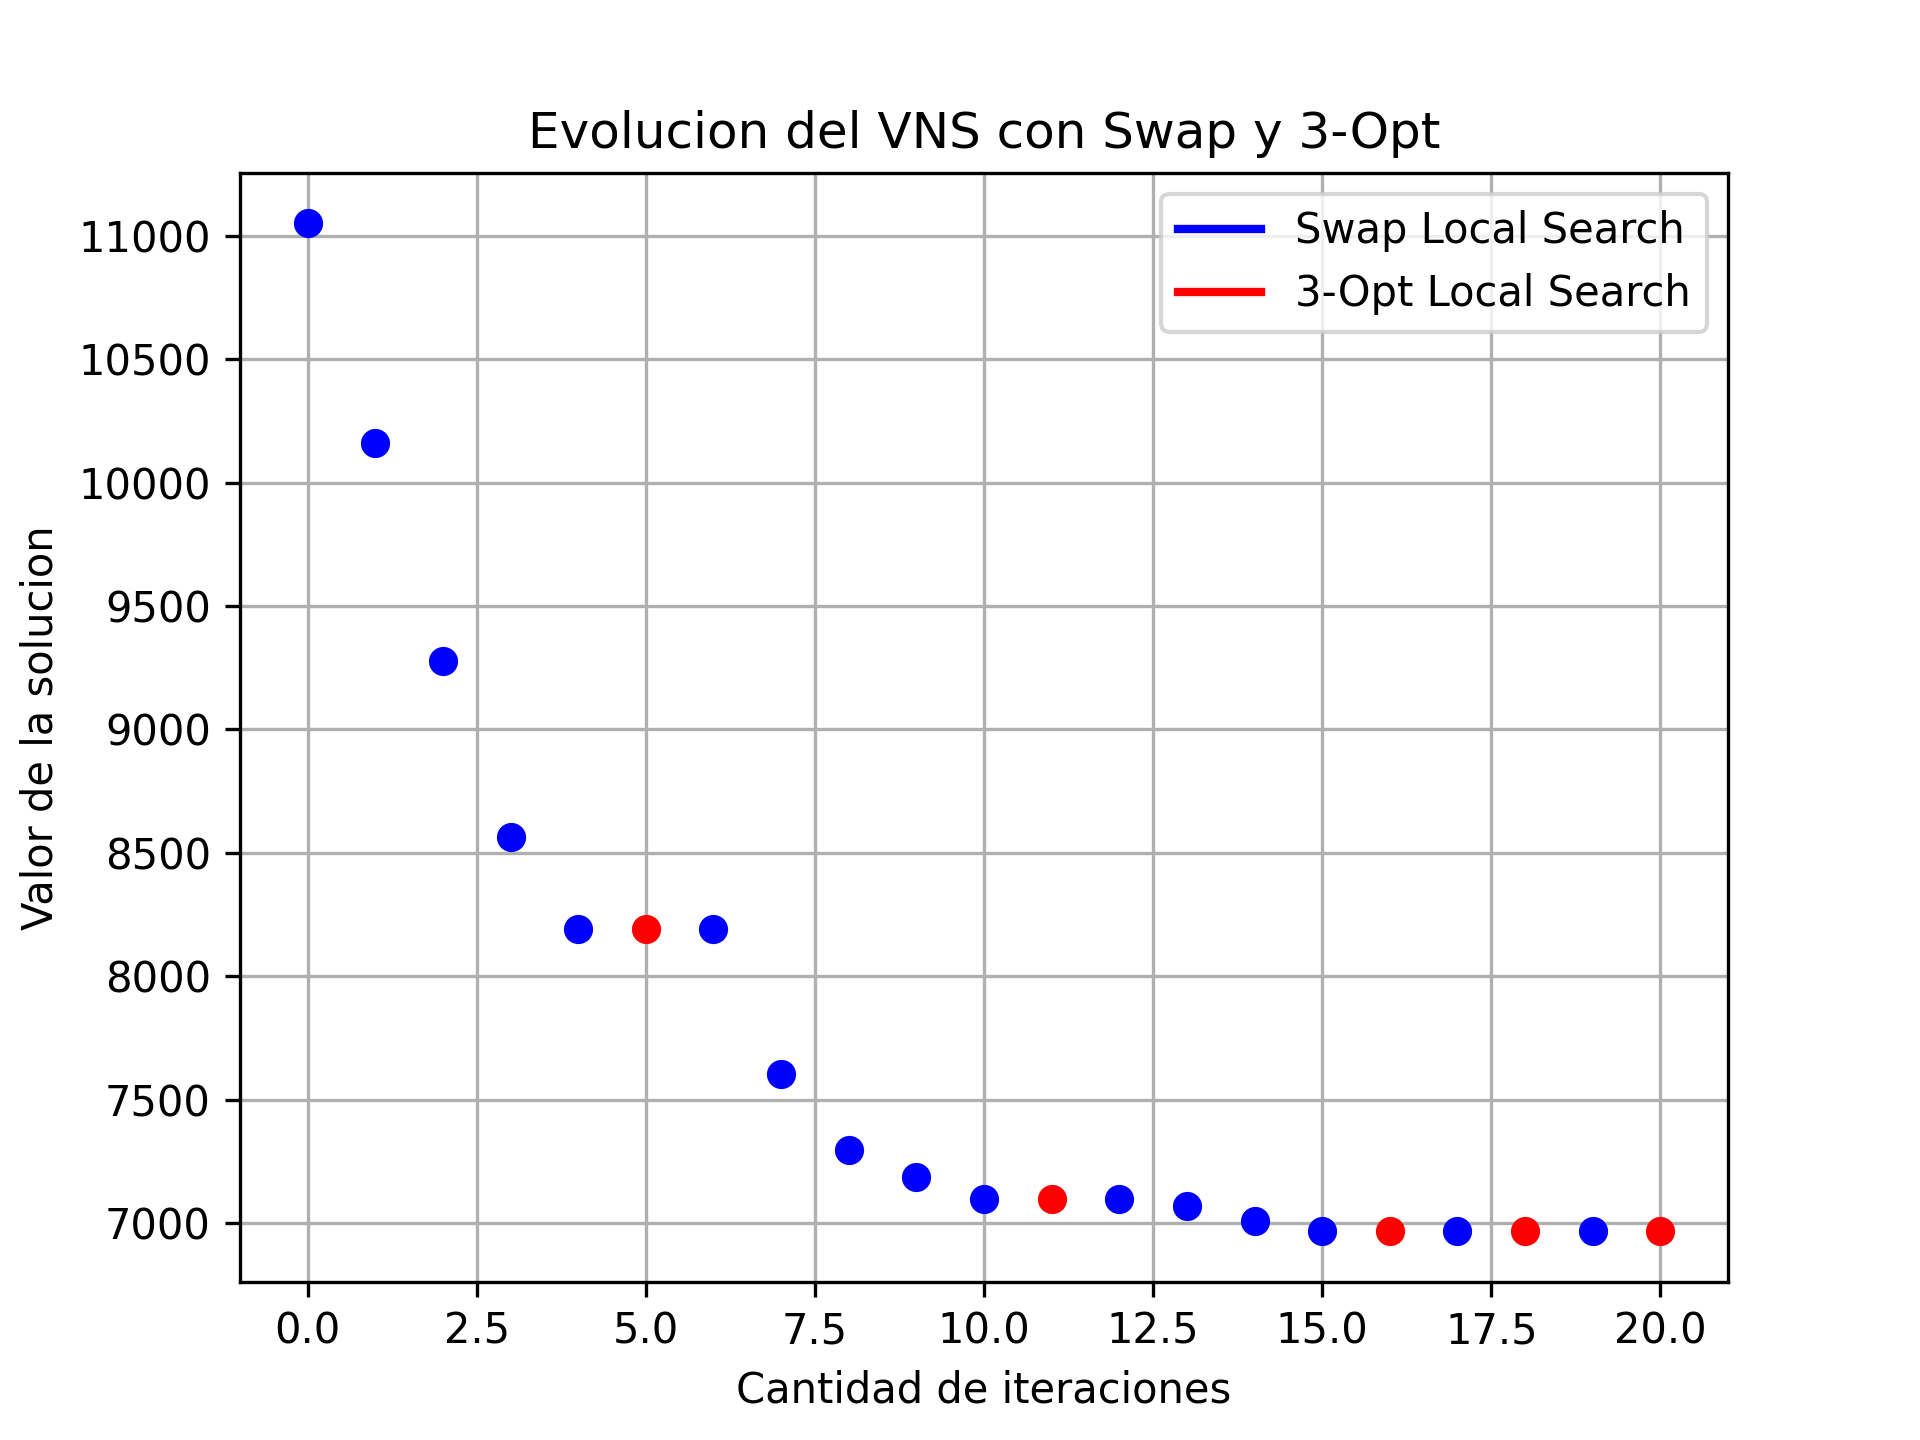 Evolucion del VNS con Swap y 3-Opt
Swap Local Search
3-Opt Local Search
11000
10500
10000
9500
9000
8500
8000
7500
7000
Valor de la solucion
0.0 2.5 5.0 7.5 10.0 12.5 15.0 17.5 20.0
Cantidad de iteraciones